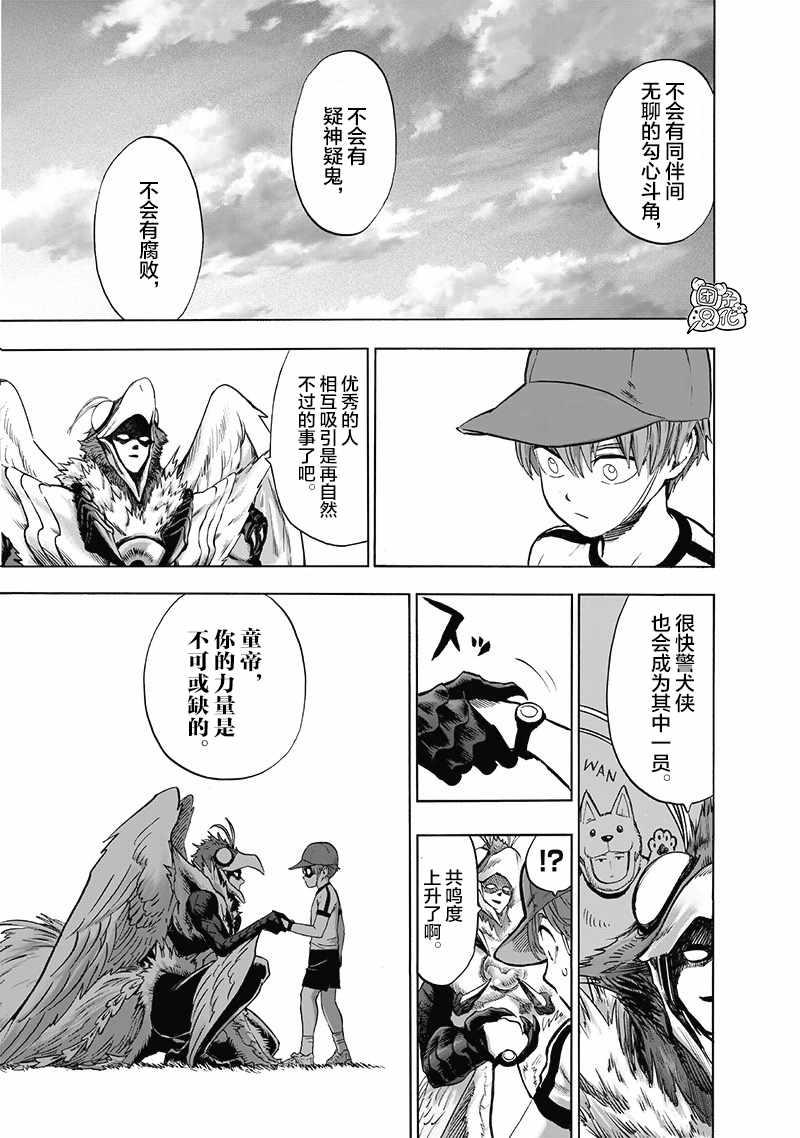 不会有同伴间
无聊的勾心斗角，
不会有
疑神疑鬼，
不会有腐败，
团子
汉化
优秀的人
相互吸引是再自然
不过的事了吧。
很快警犬侠
也会成为其中一员。
WAN
スッ
!?
共鸣度
上升了啊。
童帝，
你的力量是
不可或缺的。